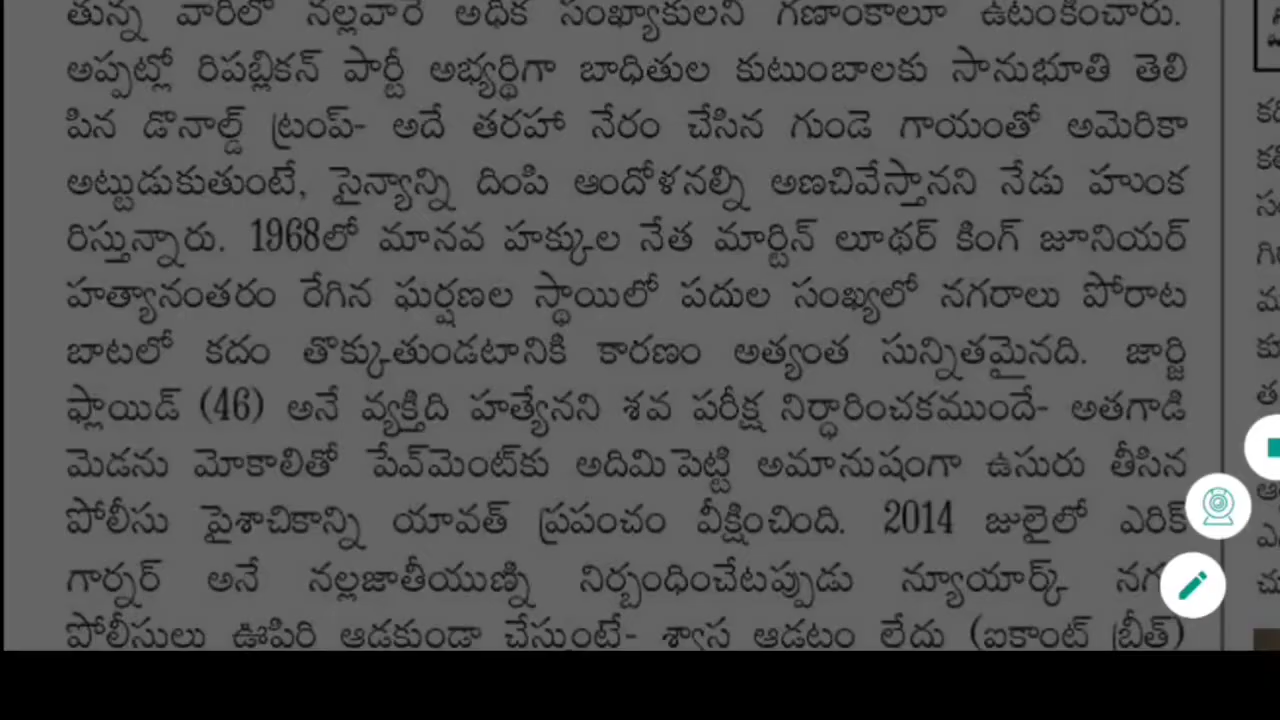 తున్న వారిలో నల్లవారే అధిక సంఖ్యాకులని గణాంకాలూ ఉటంకించారు.
అప్పట్లో రిపబ్లికన్ పార్టీ అభ్యర్థిగా బాధితుల కుటుంబాలకు సానుభూతి తెలి
పిన డొనాల్డ్ ట్రంప్- అదే తరహా నేరం చేసిన గుండె గాయంతో అమెరికా
అట్టుడుకుతుంటే, సైన్యాన్ని దింపి ఆందోళనల్ని అణచివేస్తానని నేడు హుంక
రిస్తున్నారు. 1968లో మానవ హక్కుల నేత మార్టిన్ లూథర్ కింగ్ జూనియర్
హత్యానంతరం రేగిన ఘర్షణల స్థాయిలో పదుల సంఖ్యలో నగరాలు పోరాట
బాటలో కదం తొక్కుతుండటానికి కారణం అత్యంత సున్నితమైనది. జార్జి
ఫ్లాయిడ్ (46) అనే వ్యక్తిది హత్యేనని శవ పరీక్ష నిర్ధారించకముందే- అతగాడి
మెడను మోకాలితో పేవ్‌మెంట్‌కు అదిమిపెట్టి అమానుషంగా ఉసురు తీసిన
పోలీసు పైశాచికాన్ని యావత్ ప్రపంచం వీక్షించింది. 2014 జులైలో ఎరిక్
గార్నర్ అనే నల్లజాతీయుణ్ని నిర్బంధించేటప్పుడు న్యూయార్క్
పోలీసులు ఊపిరి ఆడకుండా చేస్తుంటే- శ్వాస ఆడటం లేదు (ఐకాంట్ బ్రీత్)